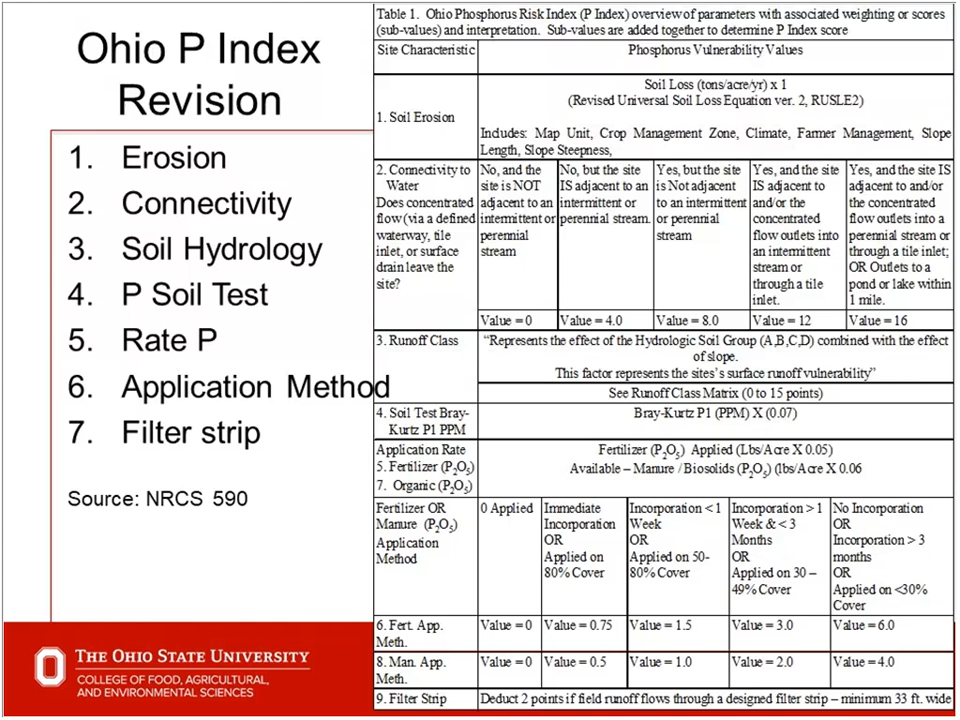 Ohio P Index
Revision
1. Erosion
2. Connectivity
3. Soil Hydrology
4. P Soil Test
5. Rate P
6. Application Method
7. Filter strip
Source: NRCS 590
THE OHIO STATE UNIVERSITY
COLLEGE OF FOOD, AGRICULTURAL,
AND ENVIRONMENTAL SCIENCES
Table 1. Ohio Phosphorus Risk Index (P Index) overview of parameters with associated weighting or scores
(sub-values) and interpretation. Sub-values are added together to determine P Index score
Site Characteristic
Phosphorus Vulnerability Values
1. Soil Erosion
Soil Loss (tons/acre/yr) x 1
(Revised Universal Soil Loss Equation ver. 2, RUSLE2)
Includes: Map Unit, Crop Management Zone, Climate, Farmer Management, Slope
Length, Slope Steepness,
2. Connectivity to
Water
Does concentrated
flow (via a defined
waterway, tile
inlet, or surface
drain leave the
site?
No, and the
site is NOT
adjacent to an
intermittent or
perennial
stream
Value = 0
No, but the site
IS adjacent to an
intermittent or
perennial stream.
Value = 4.0
Yes, but the site
is Not adjacent
to an intermittent
or perennial
stream
Value = 8.0
Yes, and the site
IS adjacent to
and/or the
concentrated
flow outlets into
an intermittent
stream or
through a tile
inlet.
Value = 12
Yes, and the site IS
adjacent to and/or
the concentrated
flow outlets into a
perennial stream or
through a tile inlet;
OR Outlets to a
pond or lake within
1 mile.
Value = 16
3. Runoff Class
“Represents the effect of the Hydrologic Soil Group (A,B,C,D) combined with the effect
of slope.
This factor represents the sites’s surface runoff vulnerability”
See Runoff Class Matrix (0 to 15 points)
4. Soil Test Bray-
Kurtz P1 PPM
Bray-Kurtz P1 (PPM) X (0.07)
Application Rate
5. Fertilizer (P₂O₅)
7. Organic (P₂O₅)
Fertilizer (P₂O₅) Applied (Lbs/Acre X 0.05)
Available – Manure / Biosolids (P₂O₅) (lbs/Acre X 0.06
Fertilizer OR
Manure (P₂O₅)
Application
Method
0 Applied
Immediate
Incorporation
OR
Applied on
80% Cover
Incorporation < 1
Week
OR
Applied on 50-
80% Cover
Incorporation > 1
Week & < 3
Months
OR
Applied on 30 –
49% Cover
No Incorporation
OR
Incorporation > 3
months
OR
Applied on <30%
Cover
6. Fert. App.
Meth.
Value = 0
Value = 0.75
Value = 1.5
Value = 3.0
Value = 6.0
8. Man. App.
Meth.
Value = 0
Value = 0.5
Value = 1.0
Value = 2.0
Value = 4.0
9. Filter Strip
Deduct 2 points if field runoff flows through a designed filter strip – minimum 33 ft. wide